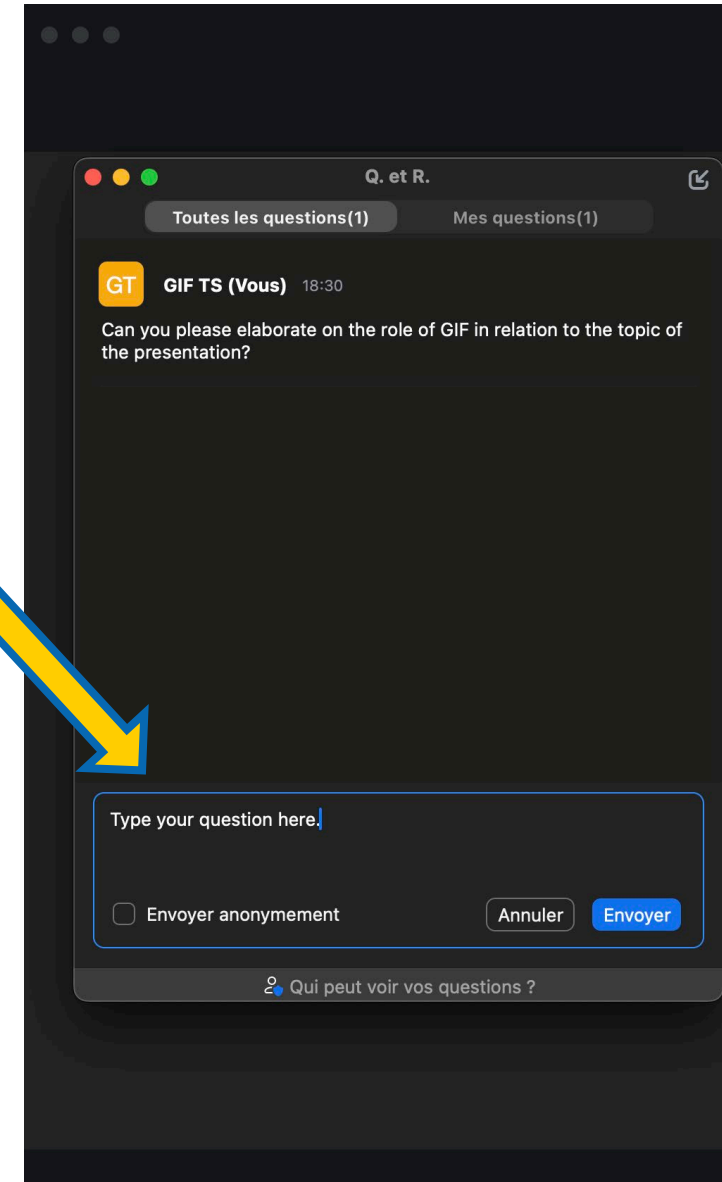 Q. et R.
Toutes les questions(1)
Mes questions(1)
GT
GIF TS (Vous) 18:30
Can you please elaborate on the role of GIF in relation to the topic of
the presentation?
Type your question here.
Envoyer anonymement
Annuler
Envoyer
Qui peut voir vos questions ?